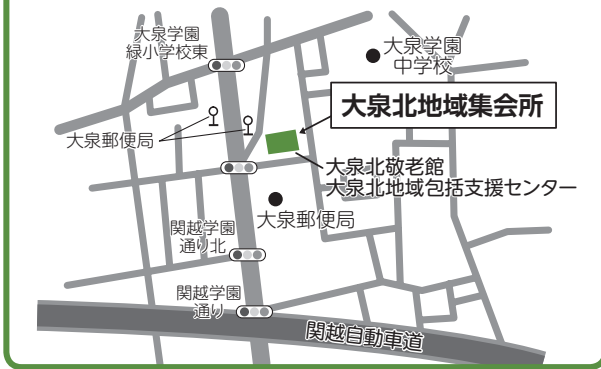 大泉学園
緑小学校東
大泉学園
中学校
大泉北地域集会所
大泉郵便局
大泉北敬老館
大泉北地域包括支援センター
大泉郵便局
関越学園
通り北
関越学園
通り
関越自動車道